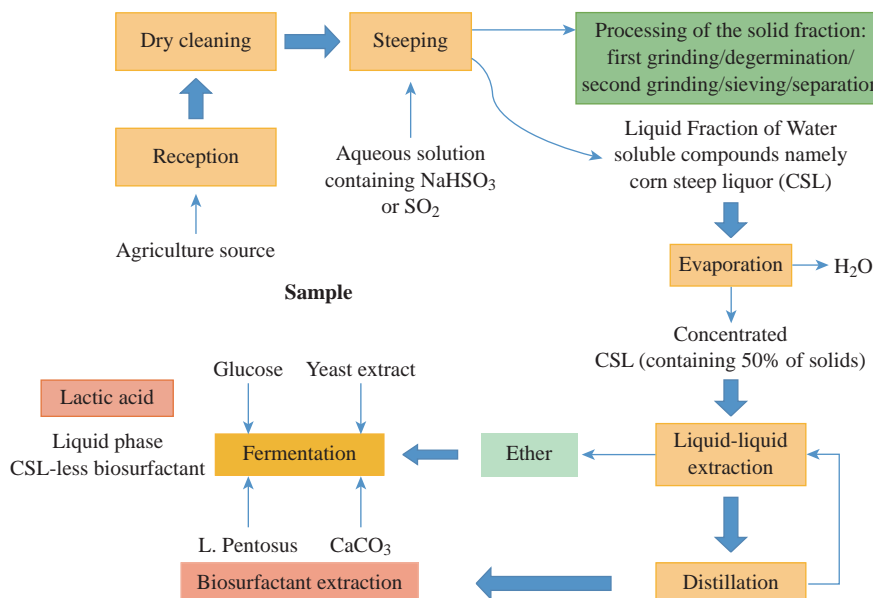 Dry cleaning
Steeping
Processing of the solid fraction:
first grinding/degermination/
second grinding/sieving/separation
Reception
Aqueous solution
containing NaHSO₃
or SO₂
Liquid Fraction of Water
soluble compounds namely
corn steep liquor (CSL)
Agriculture source
Evaporation
H₂O
Sample
Concentrated
CSL (containing 50% of solids)
Glucose
Yeast extract
Lactic acid
Liquid phase
CSL-less biosurfactant
Fermentation
Ether
Liquid-liquid
extraction
L. Pentosus
CaCO₃
Biosurfactant extraction
Distillation